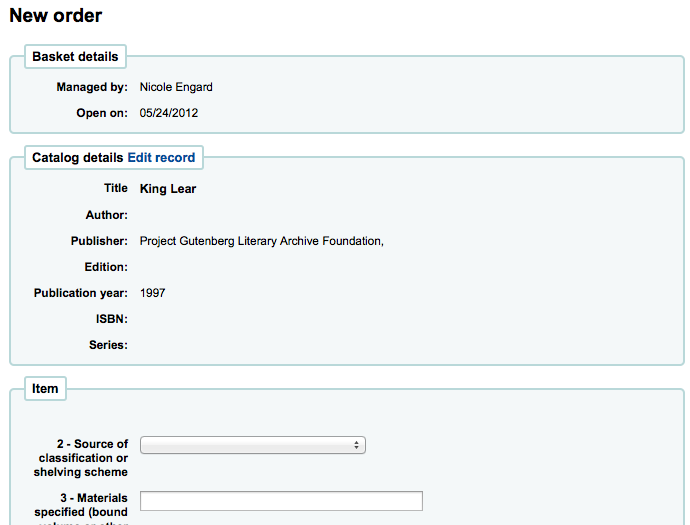 New order
Basket details
Managed by: Nicole Engard
Open on: 05/24/2012
Catalog details Edit record
Title King Lear
Author:
Publisher: Project Gutenberg Literary Archive Foundation,
Edition:
Publication year: 1997
ISBN:
Series:
Item
2 - Source of
classification or
shelving scheme
3 - Materials
specified (bound